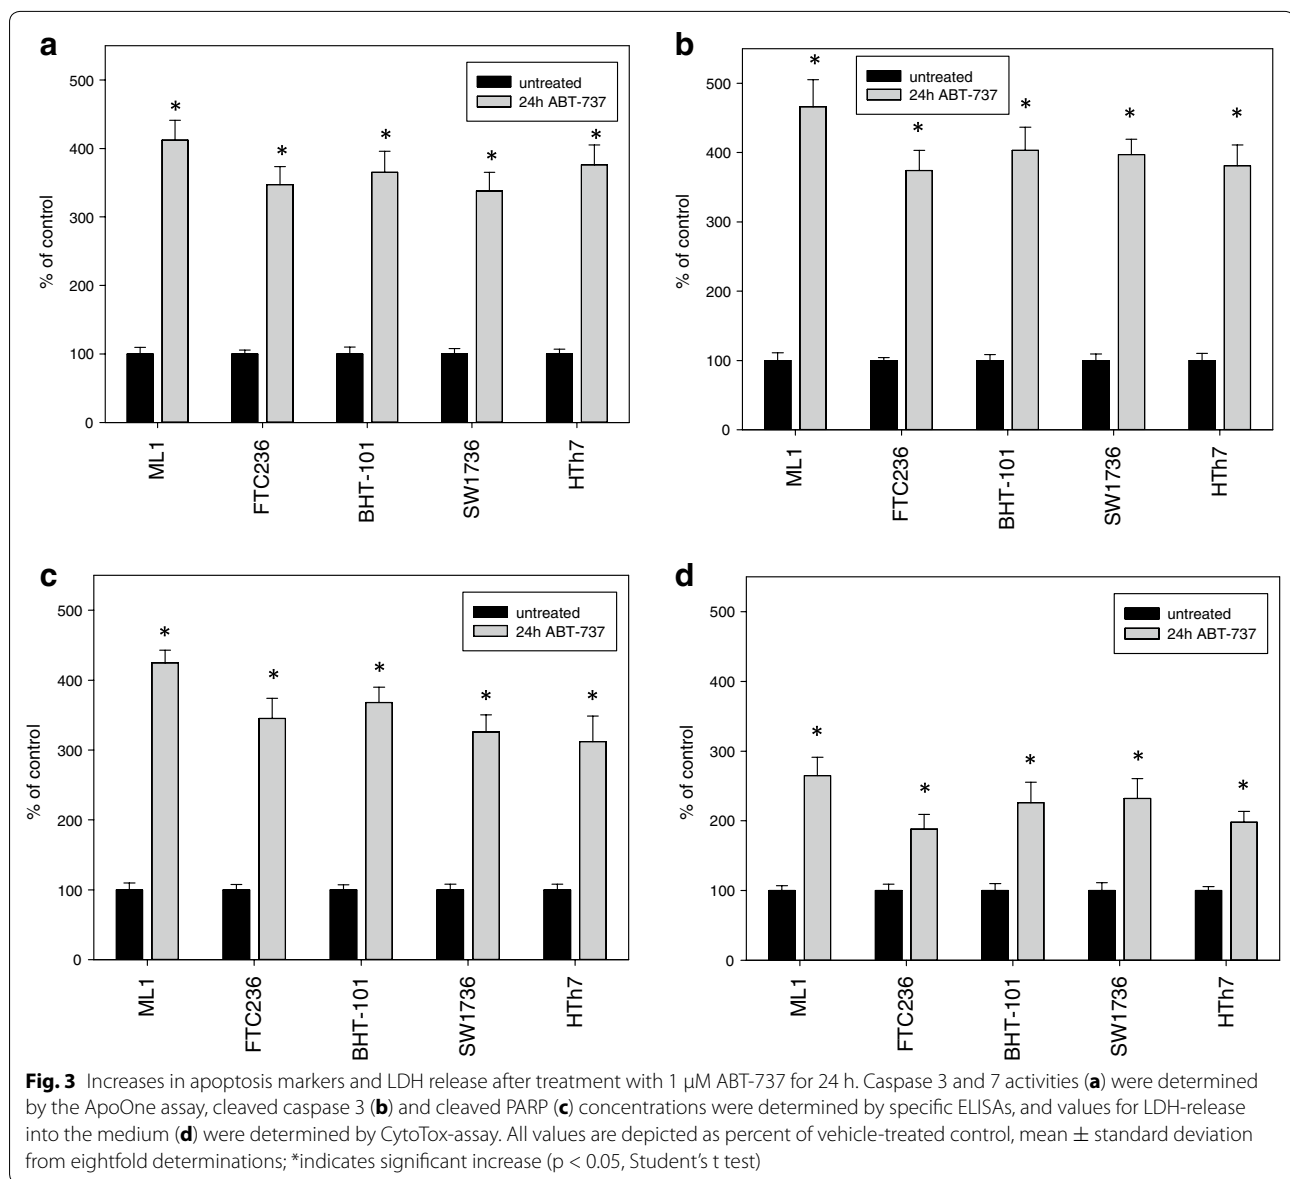 a
500
400
300
200
100
0
% of control
untreated
24h ABT-737
*
*
*
*
*
ML1
FTC236
BHT-101
SW1736
HTh7
b
500
400
300
200
100
0
% of control
untreated
24h ABT-737
*
*
*
*
*
ML1
FTC236
BHT-101
SW1736
HTh7
c
500
400
300
200
100
0
% of control
untreated
24h ABT-737
*
*
*
*
*
ML1
FTC236
BHT-101
SW1736
HTh7
d
500
400
300
200
100
0
% of control
untreated
24h ABT-737
*
*
*
*
*
ML1
FTC236
BHT-101
SW1736
HTh7
Fig. 3 Increases in apoptosis markers and LDH release after treatment with 1 µM ABT-737 for 24 h. Caspase 3 and 7 activities (a) were determined
by the ApoOne assay, cleaved caspase 3 (b) and cleaved PARP (c) concentrations were determined by specific ELISAs, and values for LDH-release
into the medium (d) were determined by CytoTox-assay. All values are depicted as percent of vehicle-treated control, mean ± standard deviation
from eightfold determinations; *indicates significant increase (p < 0.05, Student's t test)